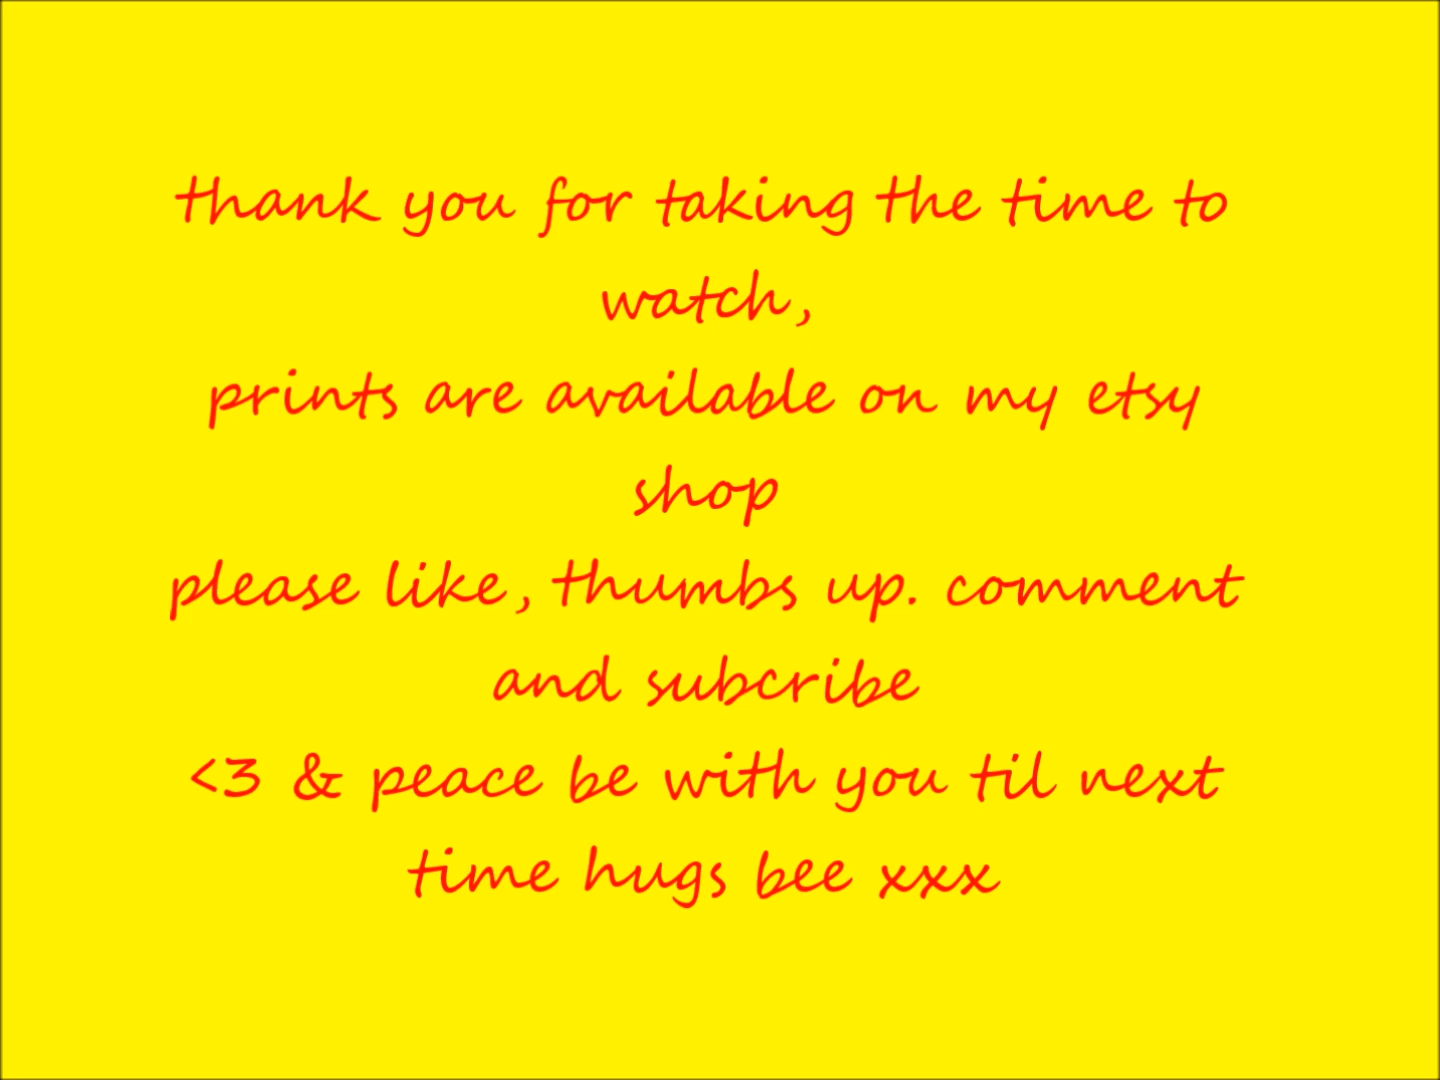 thank you for taking the time to
watch,
prints are available on my etsy
shop
please like, thumbs up. comment
and subcribe
<3 & peace be with you til next
time hugs bee xxx